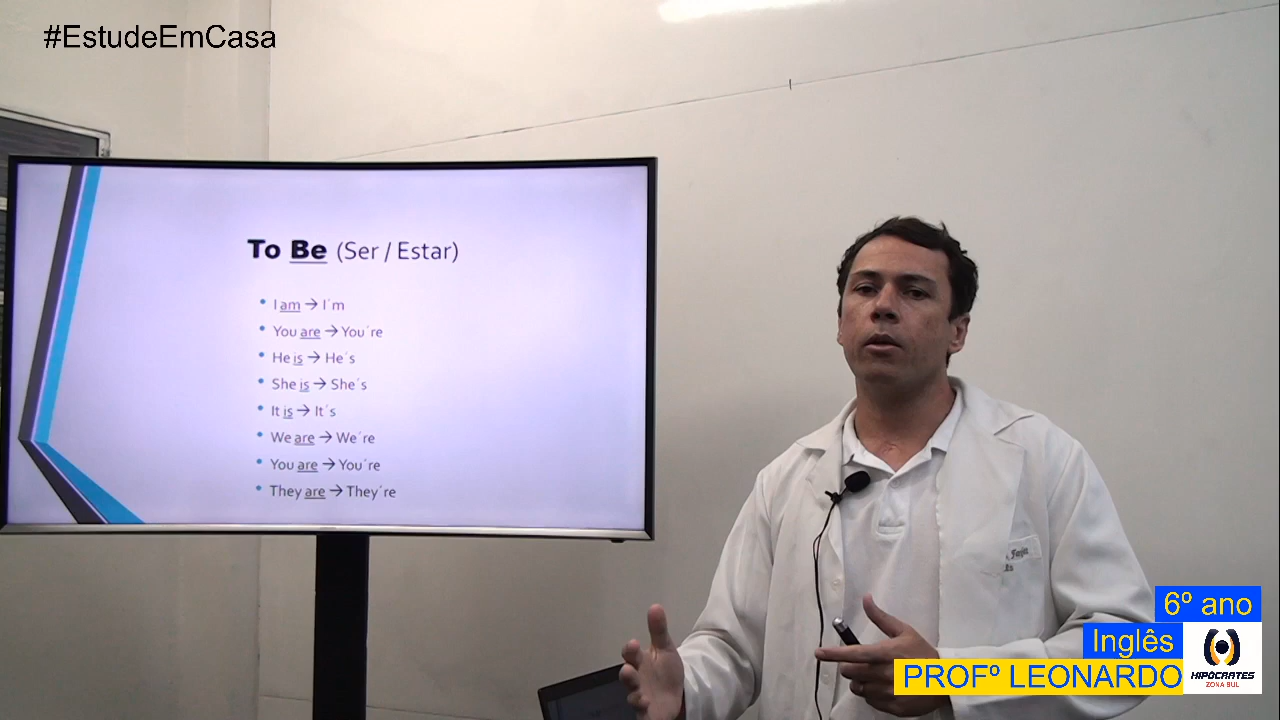 #EstudeEmCasa
To Be (Ser / Estar)
• I am → I´m
• You are → You´re
• He is → He´s
• She is → She´s
• It is → It´s
• We are → We´re
• You are → You´re
• They are → They´re
6º ano
Inglês
PROFº LEONARDO
HIPÓCRATES
ZONA SUL